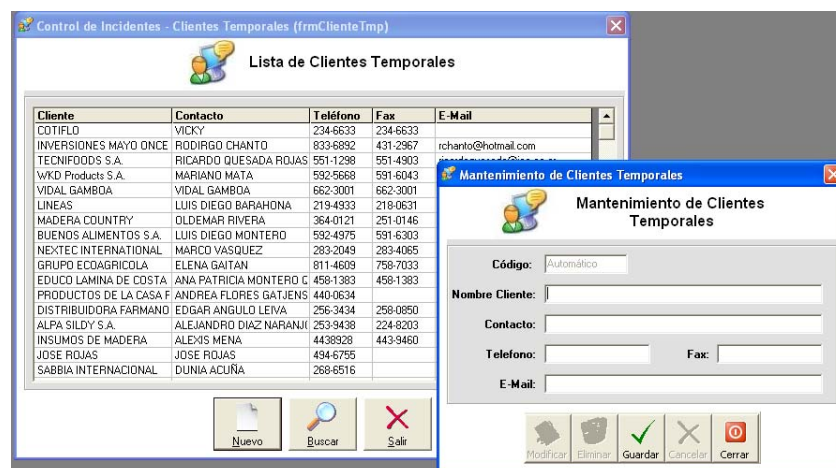 Control de Incidentes - Clientes Temporales (frmClienteTmp)
Lista de Clientes Temporales
Cliente Contacto Teléfono Fax E-Mail
COTIFLO VICKY 234-6633 234-6633
INVERSIONES MAYO ONCE RODIRGO CHANTO 833-6892 431-2967 rchanto@hotmail.com
TECNIFOODS S.A. RICARDO QUESADA ROJAS 551-1298 551-4903
WKD Products S.A. MARIANO MATA 592-5668 591-6043
VIDAL GAMBOA VIDAL GAMBOA 662-3001 662-3001
LINEAS LUIS DIEGO BARAHONA 219-4933 218-0631
MADERA COUNTRY OLDEMAR RIVERA 364-0121 251-0146
BUENOS ALIMENTOS S.A. LUIS DIEGO MONTERO 592-4975 591-6303
NEXTEC INTERNATIONAL MARCO VASQUEZ 283-2049 283-4065
GRUPO ECOAGRICOLA ELENA GAITAN 811-4609 758-7033
EDUCO LAMINA DE COSTA ANA PATRICIA MONTERO 458-1383 458-1383
PRODUCTOS DE LA CASA F ANDREA FLORES GATJENS 440-0634
DISTRIBUIDORA FARMANO EDGAR ANGULO LEIVA 256-3434 258-0850
ALPA SILDY S.A. ALEJANDRO DIAZ NARANJ 253-9438 224-8203
INSUMOS DE MADERA ALEXIS MENA 4438928 443-9460
JOSE ROJAS JOSE ROJAS 494-6755
SABBIA INTERNACIONAL DUNIA ACUÑA 268-6516
Nuevo Buscar Salir
Mantenimiento de Clientes Temporales
Mantenimiento de Clientes
Temporales
Código: Automático
Nombre Cliente:
Contacto:
Telefono: Fax:
E-Mail:
Modificar Eliminar Guardar Cancelar Cerrar